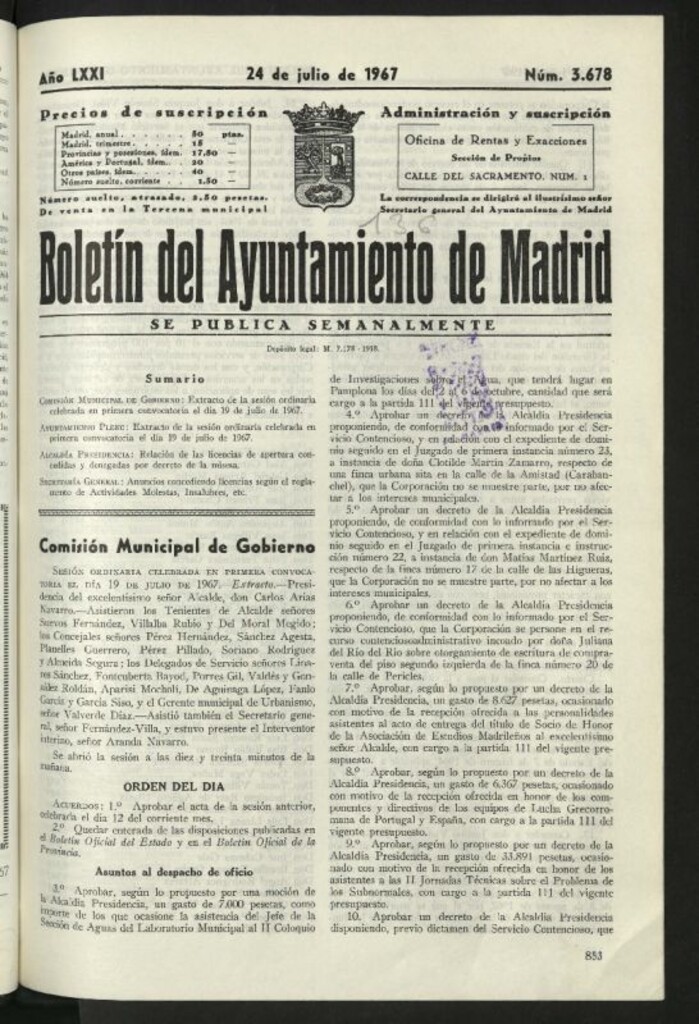 Año LXXI 24 de julio de 1967 Núm. 3.678
Precios de suscripción
Madrid, anual. . . . . . . 50 ptas.
Madrid, trimestre. . . . . 15 —
Provincias y posesiones, ídem. 17,50 —
América y Portugal, ídem. . 20 —
Otros países, ídem. . . . . 40 —
Número suelto, corriente . . 1,50 —
Número suelto, atrasado, 2,50 pesetas.
De venta en la Tercena municipal
Administración y suscripción
Oficina de Rentas y Exacciones
Sección de Propios
CALLE DEL SACRAMENTO, NUM. 1
La correspondencia se dirigirá al ilustrísimo señor
Secretario general del Ayuntamiento de Madrid
136
Boletín del Ayuntamiento de Madrid
SE PUBLICA SEMANALMENTE
Depósito legal: M. 7.178 - 1958.
Sumario
COMISIÓN MUNICIPAL DE GOBIERNO: Extracto de la sesión ordinaria
celebrada en primera convocatoria el día 19 de julio de 1967.
AYUNTAMIENTO PLENO: Extracto de la sesión ordinaria celebrada en
primera convocatoria el día 19 de julio de 1967.
ALCALDÍA PRESIDENCIA: Relación de las licencias de apertura con-
cedidas y denegadas por decreto de la misma.
SECRETARÍA GENERAL: Anuncios concediendo licencias según el regla-
mento de Actividades Molestas, Insalubres, etc.
Comisión Municipal de Gobierno
SESIÓN ORDINARIA CELEBRADA EN PRIMERA CONVOCA-
TORIA EL DÍA 19 DE JULIO DE 1967. Extracto.—Presi-
dencia del excelentísimo señor Alcalde, don Carlos Arias
Navarro.—Asistieron los Tenientes de Alcalde señores
Suevos Fernández, Villalba Rubio y Del Moral Megido;
los Concejales señores Pérez Hernández, Sánchez Agesta,
Planelles Guerrero, Pérez Pillado, Soriano Rodríguez
y Almeida Segura; los Delegados de Servicio señores Lina-
res Sánchez, Fontcuberta Bayod, Porres Gil, Valdés y Gon-
zález Roldán, Aparisi Mocholí, De Aguinaga López, Fanlo
García y García Siso, y el Gerente municipal de Urbanismo,
señor Valverde Díaz.—Asistió también el Secretario gene-
ral, señor Fernández-Villa, y estuvo presente el Interventor
interino, señor Aranda Navarro.
Se abrió la sesión a las diez y treinta minutos de la
mañana.
ORDEN DEL DIA
ACUERDOS: 1.º Aprobar el acta de la sesión anterior,
celebrada el día 12 del corriente mes.
2.º Quedar enterada de las disposiciones publicadas en
el Boletín Oficial del Estado y en el Boletín Oficial de la
Provincia.
Asuntos al despacho de oficio
3.º Aprobar, según lo propuesto por una moción de
la Alcaldía Presidencia, un gasto de 7.000 pesetas, como
importe de los que ocasione la asistencia del Jefe de la
Sección de Aguas del Laboratorio Municipal al II Coloquio
de Investigaciones sobre el Agua, que tendrá lugar en
Pamplona los días del 2 al 6 de octubre, cantidad que será
cargo a la partida 111 del vigente presupuesto.
4.º Aprobar un decreto de la Alcaldía Presidencia
proponiendo, de conformidad con lo informado por el Ser-
vicio Contencioso, y en relación con el expediente de domi-
nio seguido en el Juzgado de primera instancia número 23,
a instancia de doña Clotilde Martín Zamarro, respecto de
una finca urbana sita en la calle de la Amistad (Caraban-
chel), que la Corporación no se muestre parte, por no afec-
tar a los intereses municipales.
5.º Aprobar un decreto de la Alcaldía Presidencia
proponiendo, de conformidad con lo informado por el Ser-
vicio Contencioso, y en relación con el expediente de domi-
nio seguido en el Juzgado de primera instancia e instruc-
ción número 22, a instancia de don Matías Martínez Ruiz,
respecto de la finca número 17 de la calle de las Higueras,
que la Corporación no se muestre parte, por no afectar a los
intereses municipales.
6.º Aprobar un decreto de la Alcaldía Presidencia
proponiendo, de conformidad con lo informado por el Ser-
vicio Contencioso, que la Corporación se persone en el re-
curso contenciosoadministrativo incoado por doña Juliana
del Río del Río sobre otorgamiento de escritura de compra-
venta del piso segundo izquierda de la finca número 20 de
la calle de Pericles.
7.º Aprobar, según lo propuesto por un decreto de la
Alcaldía Presidencia, un gasto de 8.627 pesetas, ocasionado
con motivo de la recepción ofrecida a las personalidades
asistentes al acto de entrega del título de Socio de Honor
de la Asociación de Estudios Madrileños al excelentísimo
señor Alcalde, con cargo a la partida 111 del vigente pre-
supuesto.
8.º Aprobar, según lo propuesto por un decreto de la
Alcaldía Presidencia, un gasto de 6.367 pesetas, ocasionado
con motivo de la recepción ofrecida en honor de los com-
ponentes y directivos de los equipos de Lucha Grecorro-
mana de Portugal y España, con cargo a la partida 111 del
vigente presupuesto.
9.º Aprobar, según lo propuesto por un decreto de la
Alcaldía Presidencia, un gasto de 33.891 pesetas, ocasio-
nado con motivo de la recepción ofrecida en honor de los
asistentes a las II Jornadas Técnicas sobre el Problema de
los Subnormales, con cargo a la partida 111 del vigente
presupuesto.
10. Aprobar un decreto de la Alcaldía Presidencia
disponiendo, previo dictamen del Servicio Contencioso, que
853